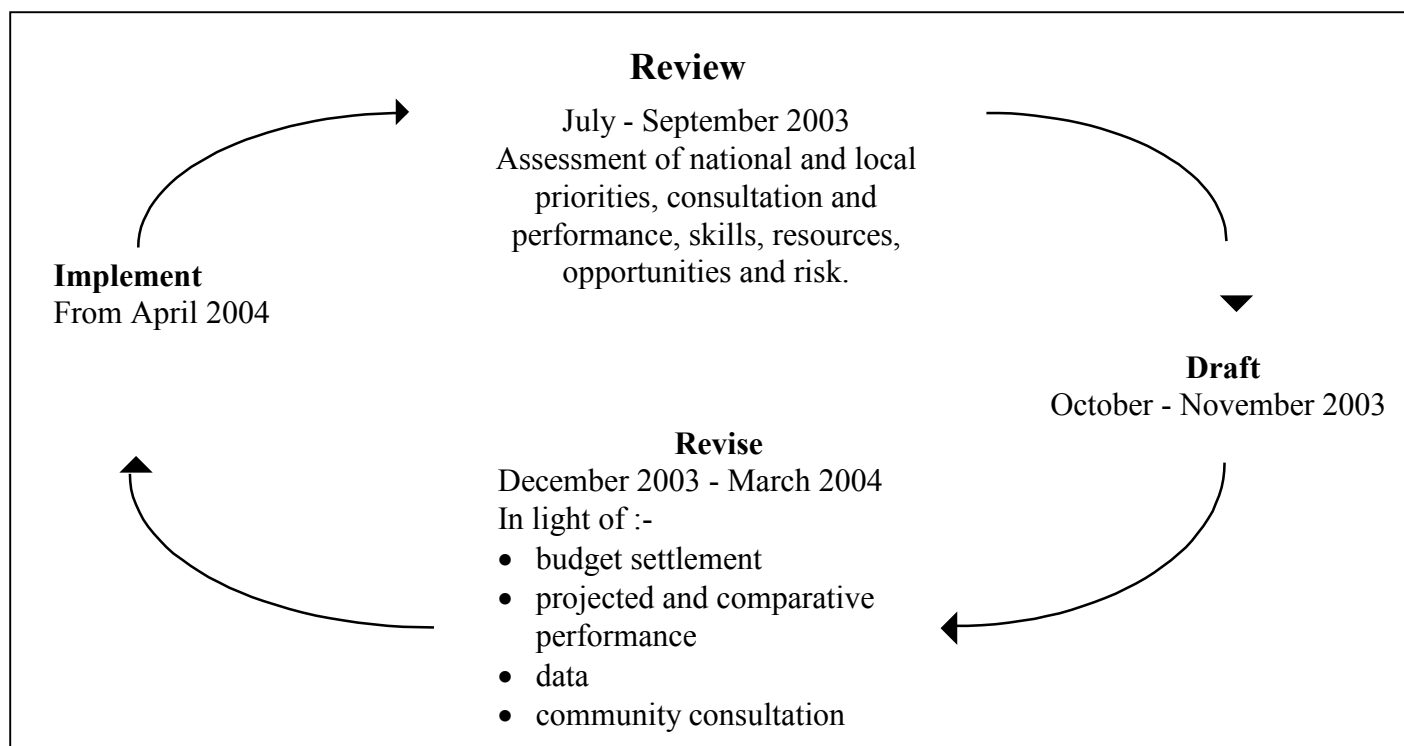 Review
July - September 2003
Assessment of national and local
priorities, consultation and
performance, skills, resources,
opportunities and risk.
Implement
From April 2004
Draft
October - November 2003
Revise
December 2003 - March 2004
In light of :-
• budget settlement
• projected and comparative
performance
• data
• community consultation